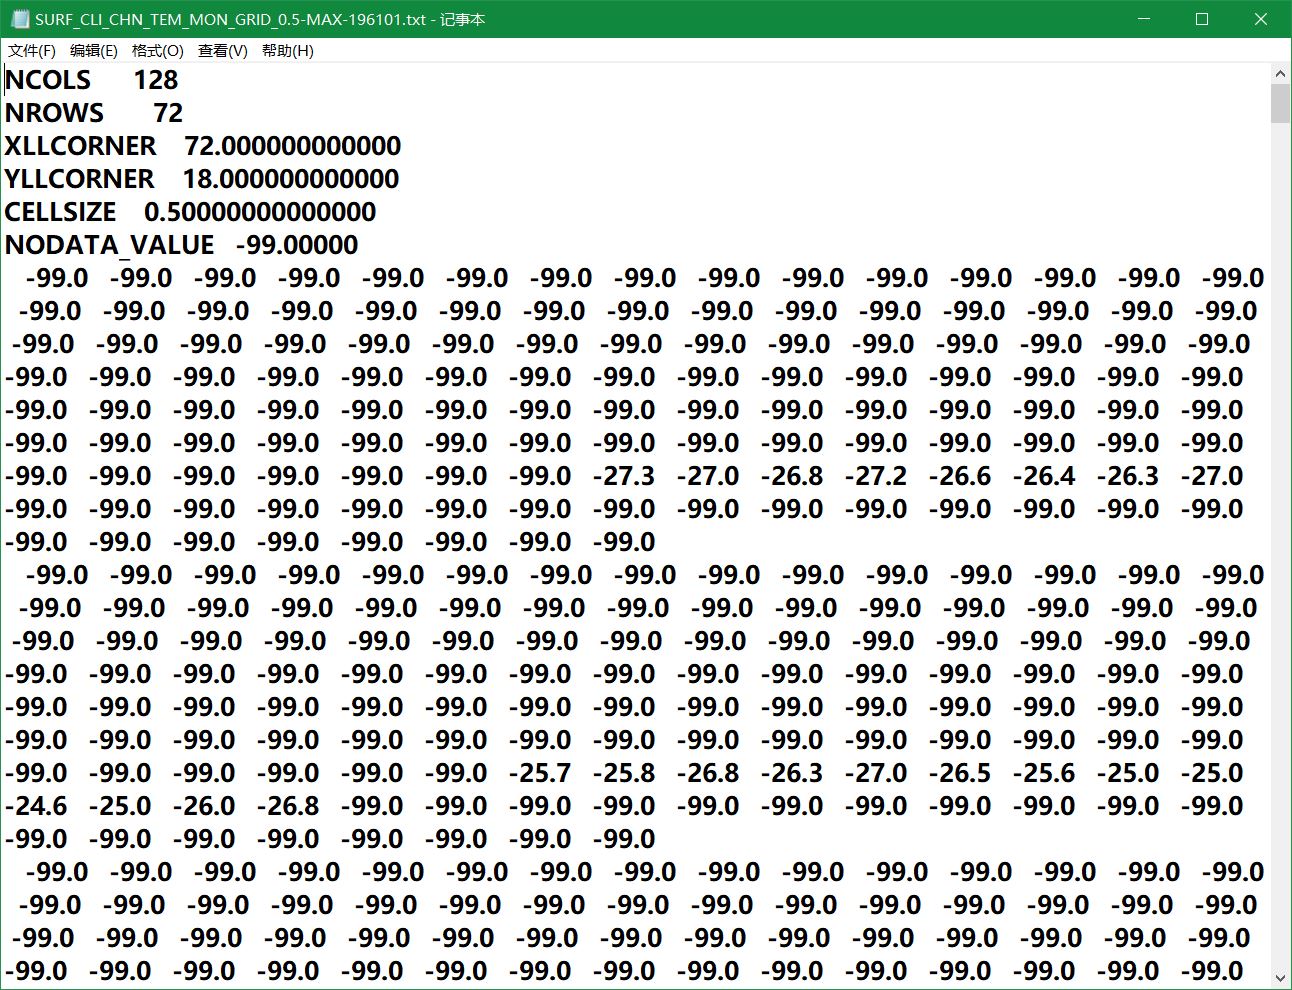 SURF_CLI_CHN_TEM_MON_GRID_0.5-MAX-196101.txt - 记事本
文件(F) 编辑(E) 格式(O) 查看(V) 帮助(H)
NCOLS 128
NROWS 72
XLLCORNER 72.000000000000
YLLCORNER 18.000000000000
CELLSIZE 0.50000000000000
NODATA_VALUE -99.00000
-99.0 -99.0 -99.0 -99.0 -99.0 -99.0 -99.0 -99.0 -99.0 -99.0 -99.0 -99.0 -99.0 -99.0 -99.0
-99.0 -99.0 -99.0 -99.0 -99.0 -99.0 -99.0 -99.0 -99.0 -99.0 -99.0 -99.0 -99.0 -99.0 -99.0
-99.0 -99.0 -99.0 -99.0 -99.0 -99.0 -99.0 -99.0 -99.0 -99.0 -99.0 -99.0 -99.0 -99.0 -99.0
-99.0 -99.0 -99.0 -99.0 -99.0 -99.0 -99.0 -99.0 -99.0 -99.0 -99.0 -99.0 -99.0 -99.0 -99.0
-99.0 -99.0 -99.0 -99.0 -99.0 -99.0 -99.0 -99.0 -99.0 -99.0 -99.0 -99.0 -99.0 -99.0 -99.0
-99.0 -99.0 -99.0 -99.0 -99.0 -99.0 -99.0 -99.0 -99.0 -99.0 -99.0 -99.0 -99.0 -99.0 -99.0
-99.0 -99.0 -99.0 -99.0 -99.0 -99.0 -99.0 -27.3 -27.0 -26.8 -27.2 -26.6 -26.4 -26.3 -27.0
-99.0 -99.0 -99.0 -99.0 -99.0 -99.0 -99.0 -99.0 -99.0 -99.0 -99.0 -99.0 -99.0 -99.0 -99.0
-99.0 -99.0 -99.0 -99.0 -99.0 -99.0 -99.0 -99.0
-99.0 -99.0 -99.0 -99.0 -99.0 -99.0 -99.0 -99.0 -99.0 -99.0 -99.0 -99.0 -99.0 -99.0 -99.0
-99.0 -99.0 -99.0 -99.0 -99.0 -99.0 -99.0 -99.0 -99.0 -99.0 -99.0 -99.0 -99.0 -99.0 -99.0
-99.0 -99.0 -99.0 -99.0 -99.0 -99.0 -99.0 -99.0 -99.0 -99.0 -99.0 -99.0 -99.0 -99.0 -99.0
-99.0 -99.0 -99.0 -99.0 -99.0 -99.0 -99.0 -99.0 -99.0 -99.0 -99.0 -99.0 -99.0 -99.0 -99.0
-99.0 -99.0 -99.0 -99.0 -99.0 -99.0 -99.0 -99.0 -99.0 -99.0 -99.0 -99.0 -99.0 -99.0 -99.0
-99.0 -99.0 -99.0 -99.0 -99.0 -99.0 -99.0 -99.0 -99.0 -99.0 -99.0 -99.0 -99.0 -99.0 -99.0
-99.0 -99.0 -99.0 -99.0 -99.0 -99.0 -25.7 -25.8 -26.8 -26.3 -27.0 -26.5 -25.6 -25.0 -25.0
-24.6 -25.0 -26.0 -26.8 -99.0 -99.0 -99.0 -99.0 -99.0 -99.0 -99.0 -99.0 -99.0 -99.0 -99.0
-99.0 -99.0 -99.0 -99.0 -99.0 -99.0 -99.0 -99.0
-99.0 -99.0 -99.0 -99.0 -99.0 -99.0 -99.0 -99.0 -99.0 -99.0 -99.0 -99.0 -99.0 -99.0 -99.0
-99.0 -99.0 -99.0 -99.0 -99.0 -99.0 -99.0 -99.0 -99.0 -99.0 -99.0 -99.0 -99.0 -99.0 -99.0
-99.0 -99.0 -99.0 -99.0 -99.0 -99.0 -99.0 -99.0 -99.0 -99.0 -99.0 -99.0 -99.0 -99.0 -99.0
-99.0 -99.0 -99.0 -99.0 -99.0 -99.0 -99.0 -99.0 -99.0 -99.0 -99.0 -99.0 -99.0 -99.0 -99.0